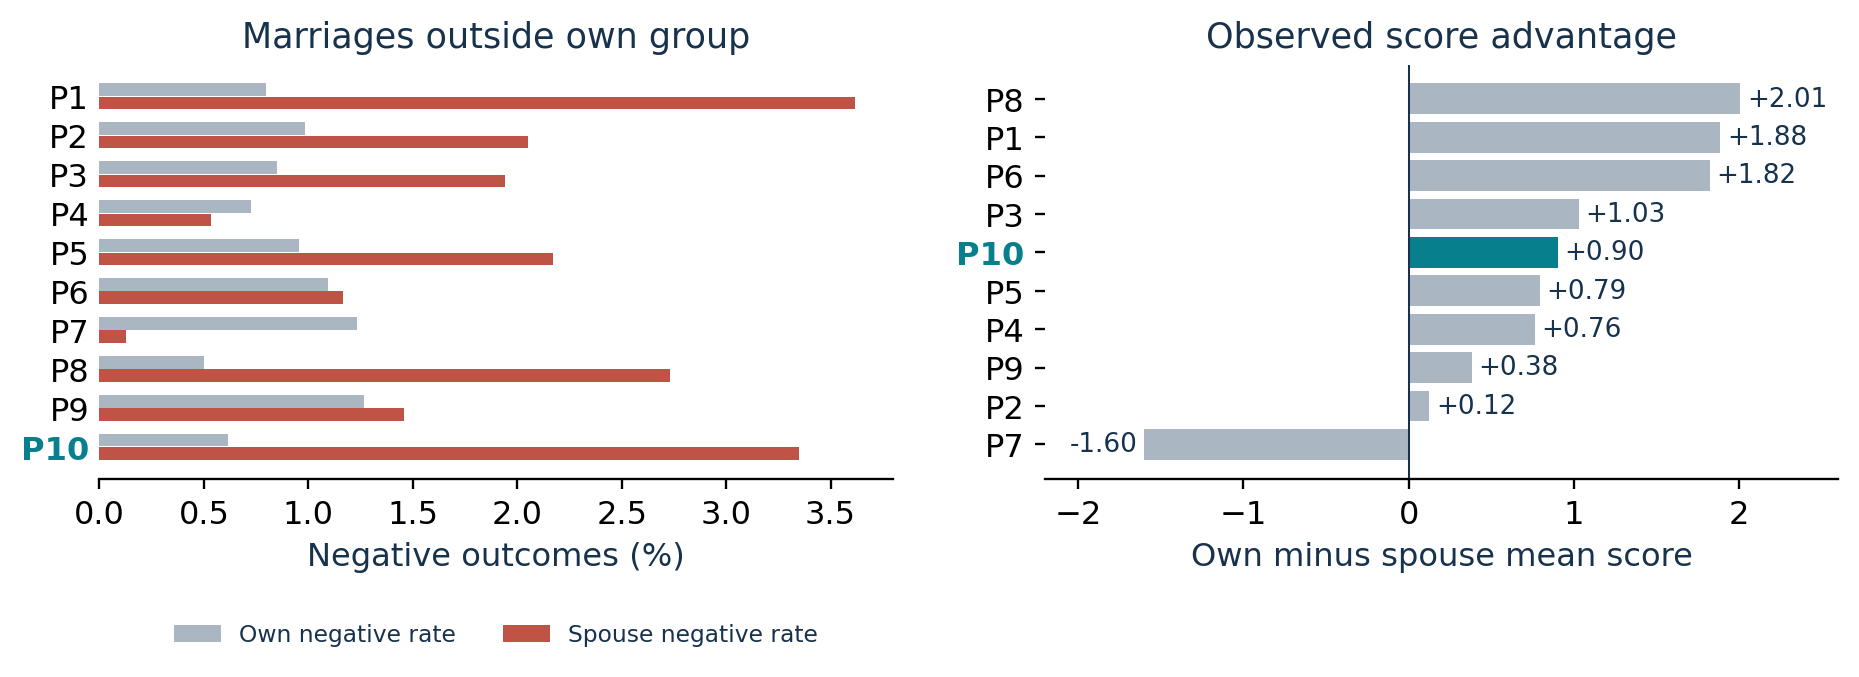 Marriages outside own group
P1
P2
P3
P4
P5
P6
P7
P8
P9
P10
0.0 0.5 1.0 1.5 2.0 2.5 3.0 3.5
Negative outcomes (%)
Own negative rate Spouse negative rate
Observed score advantage
P8 +2.01
P1 +1.88
P6 +1.82
P3 +1.03
P10 +0.90
P5 +0.79
P4 +0.76
P9 +0.38
P2 +0.12
P7 -1.60
−2 −1 0 1 2
Own minus spouse mean score